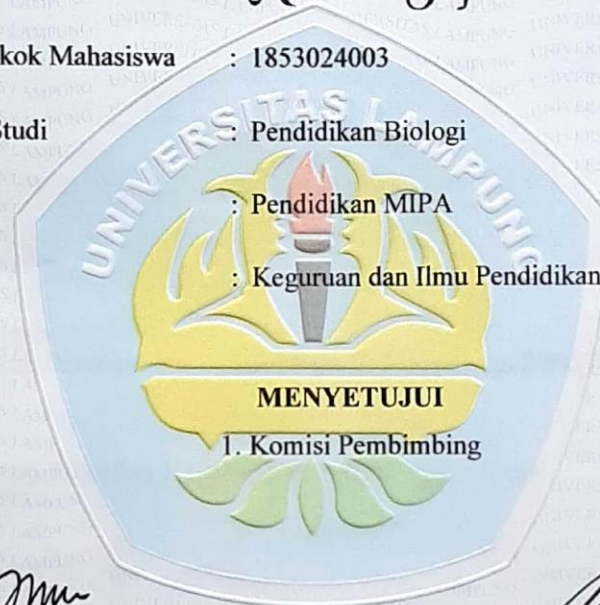 kok Mahasiswa : 1853024003
Studi : Pendidikan Biologi
: Pendidikan MIPA
: Keguruan dan Ilmu Pendidikan
UNIVERSITAS LAMPUNG
MENYETUJUI
1. Komisi Pembimbing